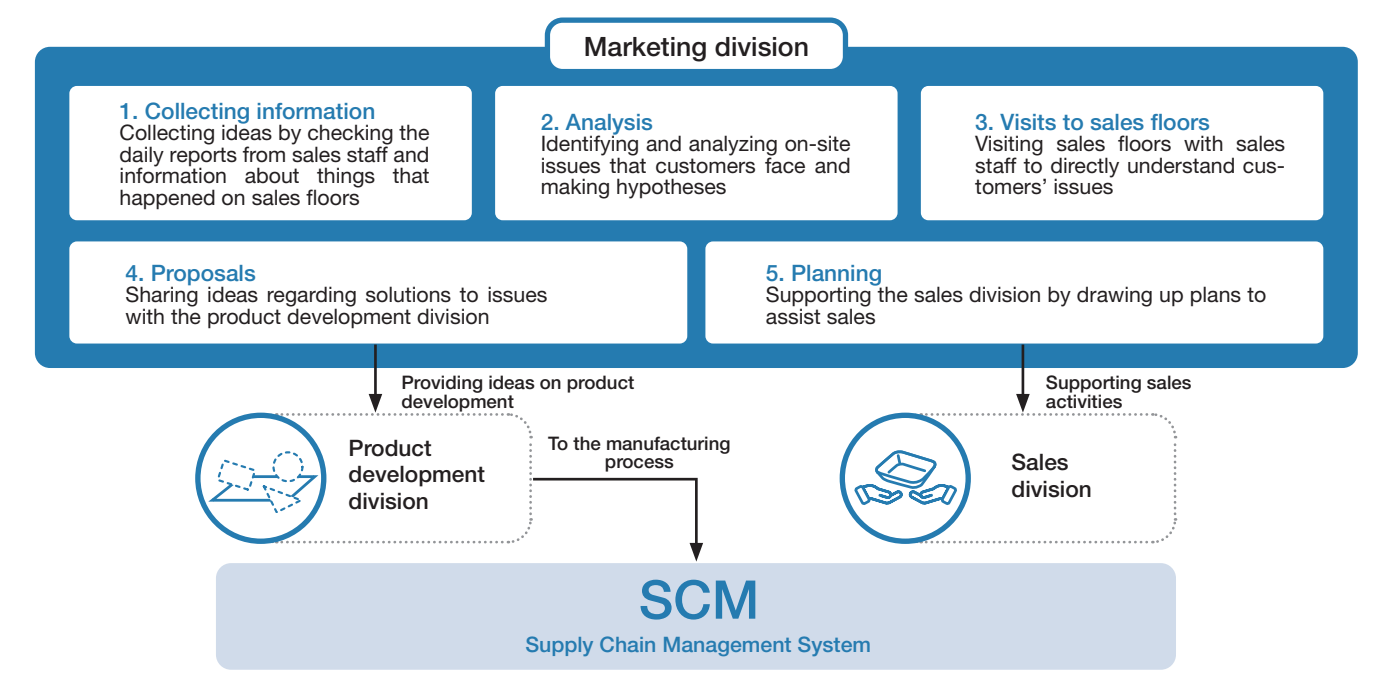 Marketing division
1. Collecting information
Collecting ideas by checking the
daily reports from sales staff and
information about things that
happened on sales floors
2. Analysis
Identifying and analyzing on-site
issues that customers face and
making hypotheses
3. Visits to sales floors
Visiting sales floors with sales
staff to directly understand cus-
tomers’ issues
4. Proposals
Sharing ideas regarding solutions to issues
with the product development division
5. Planning
Supporting the sales division by drawing up plans to
assist sales
Providing ideas on product
development
Supporting sales
activities
Product
development
division
To the manufacturing
process
Sales
division
SCM
Supply Chain Management System